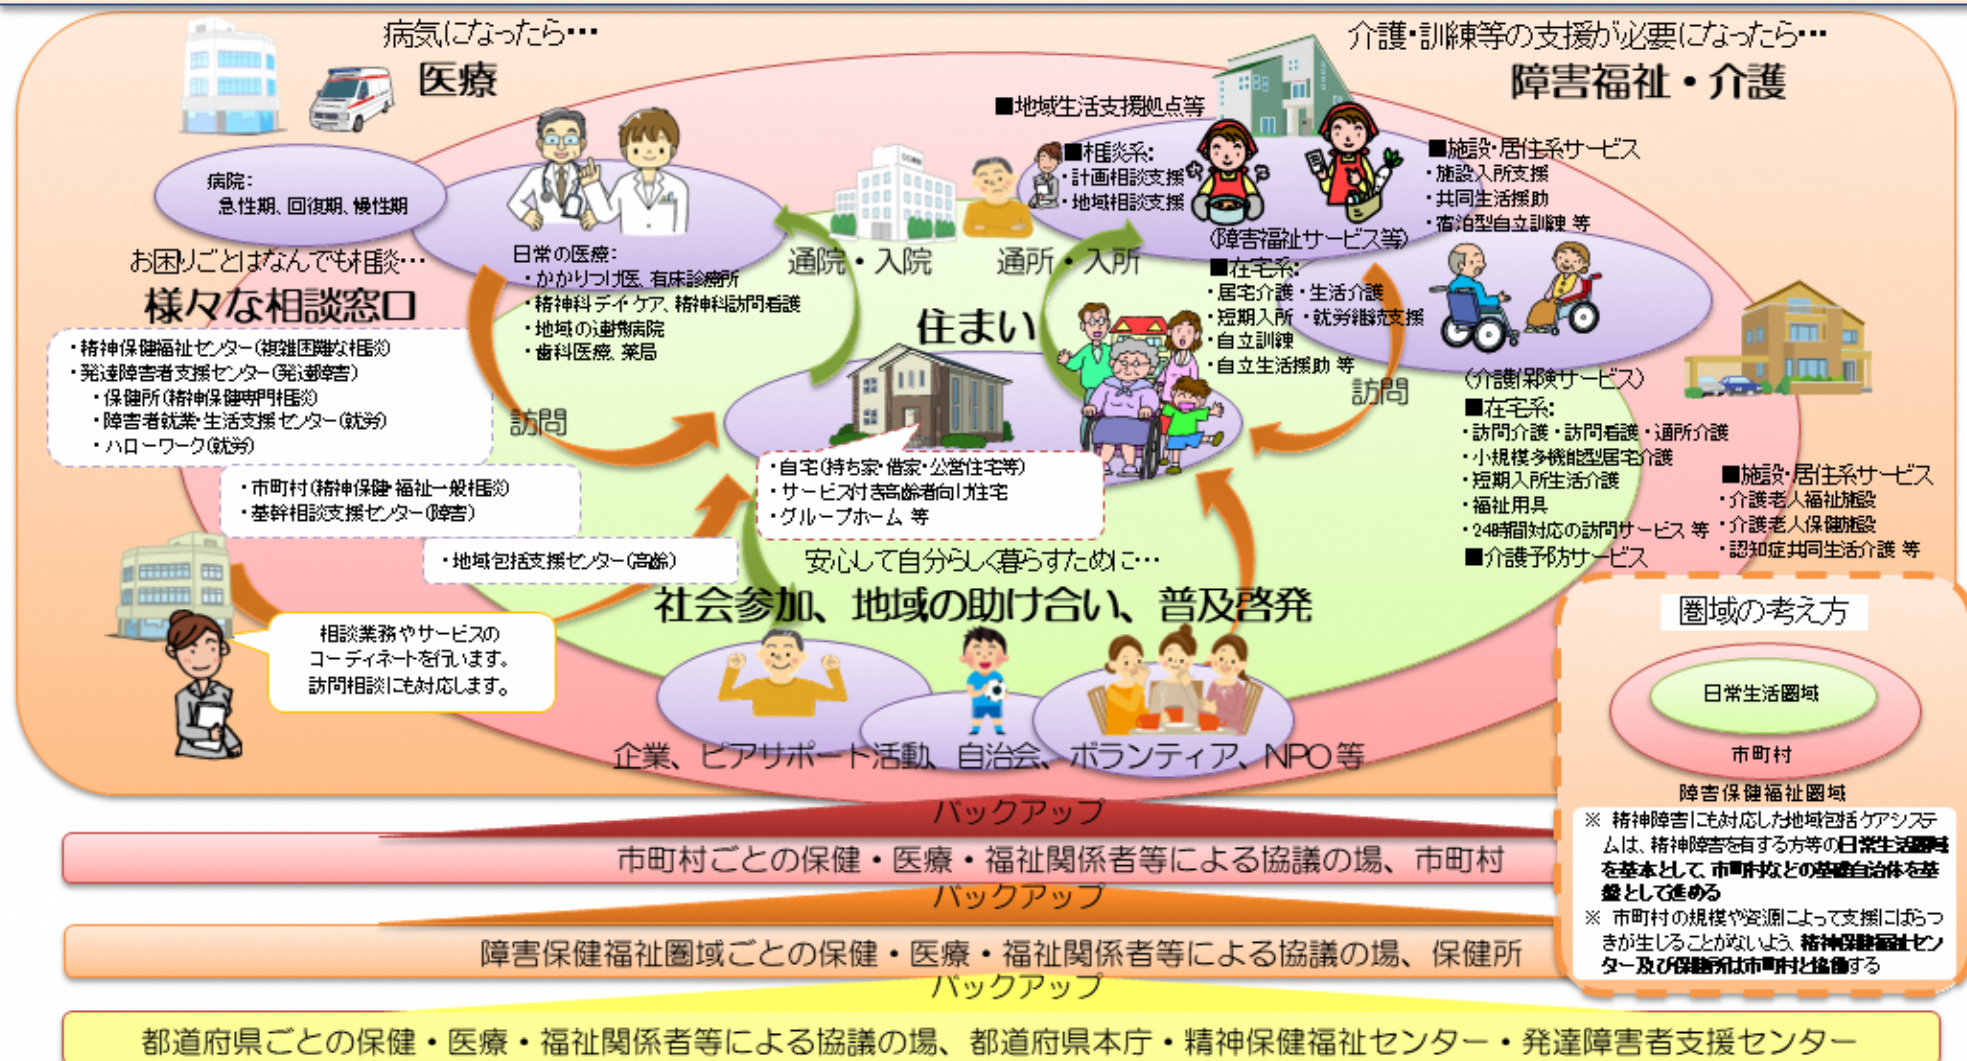 病気になったら…
医療
病院:
急性期、回復期、慢性期
日常の医療:
・かかりつけ医、有床診療所
・精神科デイケア、精神科訪問看護
・地域の連携病院
・歯科医療、薬局
お困りごとはなんでも相談…
様々な相談窓口
・精神保健福祉センター(複雑困難な相談)
・発達障害者支援センター(発達障害)
・保健所(精神保健専門相談)
・障害者就業・生活支援センター(就労)
・ハローワーク(就労)
・市町村(精神保健・福祉一般相談)
・基幹相談支援センター(障害)
・地域包括支援センター(高齢)
相談業務やサービスの
コーディネートを行います。
訪問相談にも対応します。
訪問
通院・入院
通所・入所
住まい
・自宅(持ち家・借家・公営住宅等)
・サービス付き高齢者向け住宅
・グループホーム 等
介護・訓練等の支援が必要になったら…
障害福祉・介護
■地域生活支援拠点等
■相談系:
・計画相談支援
・地域相談支援
■施設・居住系サービス
・施設入所支援
・共同生活援助
・宿泊型自立訓練 等
(障害福祉サービス等)
■在宅系:
・居宅介護・生活介護
・短期入所・就労継続支援
・自立訓練
・自立生活援助 等
訪問
(介護保険サービス)
■在宅系:
・訪問介護・訪問看護・通所介護
・小規模多機能型居宅介護
・短期入所生活介護
・福祉用具
・24時間対応の訪問サービス 等
■介護予防サービス
■施設・居住系サービス
・介護老人福祉施設
・介護老人保健施設
・認知症共同生活介護 等
安心して自分らしく暮らすために…
社会参加、地域の助け合い、普及啓発
企業、ピアサポート活動、自治会、ボランティア、NPO等
圏域の考え方
日常生活圏域
市町村
障害保健福祉圏域
※ 精神障害にも対応した地域包括ケアシステ
ムは、精神障害を有する方等の日常生活圏域
を基本として、市町村などの基礎自治体を基
盤として進める
※ 市町村の規模や資源によって支援にばらつ
きが生じることがないよう、精神保健福祉セン
ター及び保健所は市町村と協働する
バックアップ
市町村ごとの保健・医療・福祉関係者等による協議の場、市町村
バックアップ
障害保健福祉圏域ごとの保健・医療・福祉関係者等による協議の場、保健所
バックアップ
都道府県ごとの保健・医療・福祉関係者等による協議の場、都道府県本庁・精神保健福祉センター・発達障害者支援センター